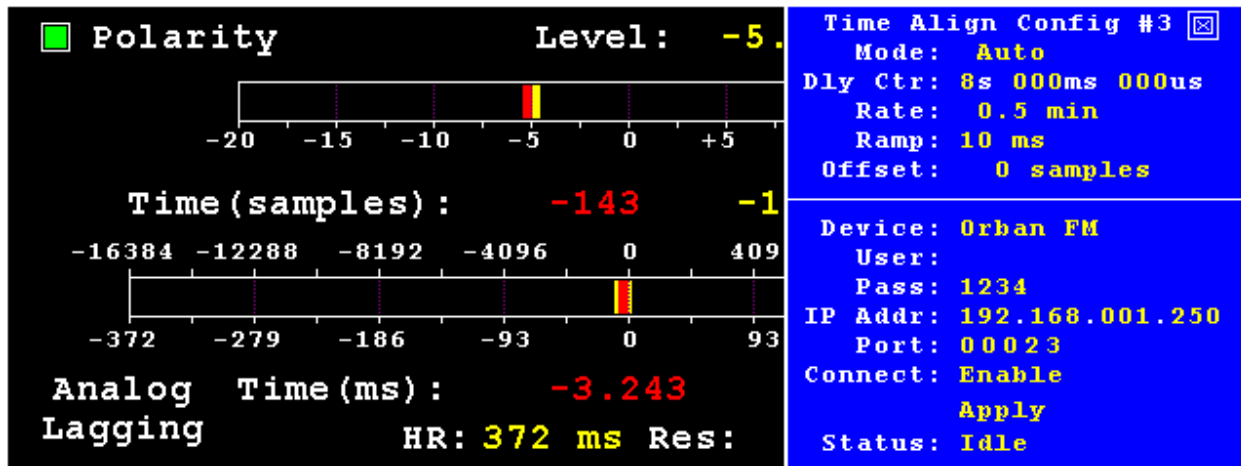 Polarity Level: -5.
-20 -15 -10 -5 0 +5
Time(samples): -143 -1
-16384 -12288 -8192 -4096 0 409
-372 -279 -186 -93 0 93
Analog Time(ms): -3.243
Lagging HR: 372 ms Res:
Time Align Config #3
Mode: Auto
Dly Ctr: 8s 000ms 000us
Rate: 0.5 min
Ramp: 10 ms
Offset: 0 samples
Device: Orban FM
User:
Pass: 1234
IP Addr: 192.168.001.250
Port: 00023
Connect: Enable
Apply
Status: Idle